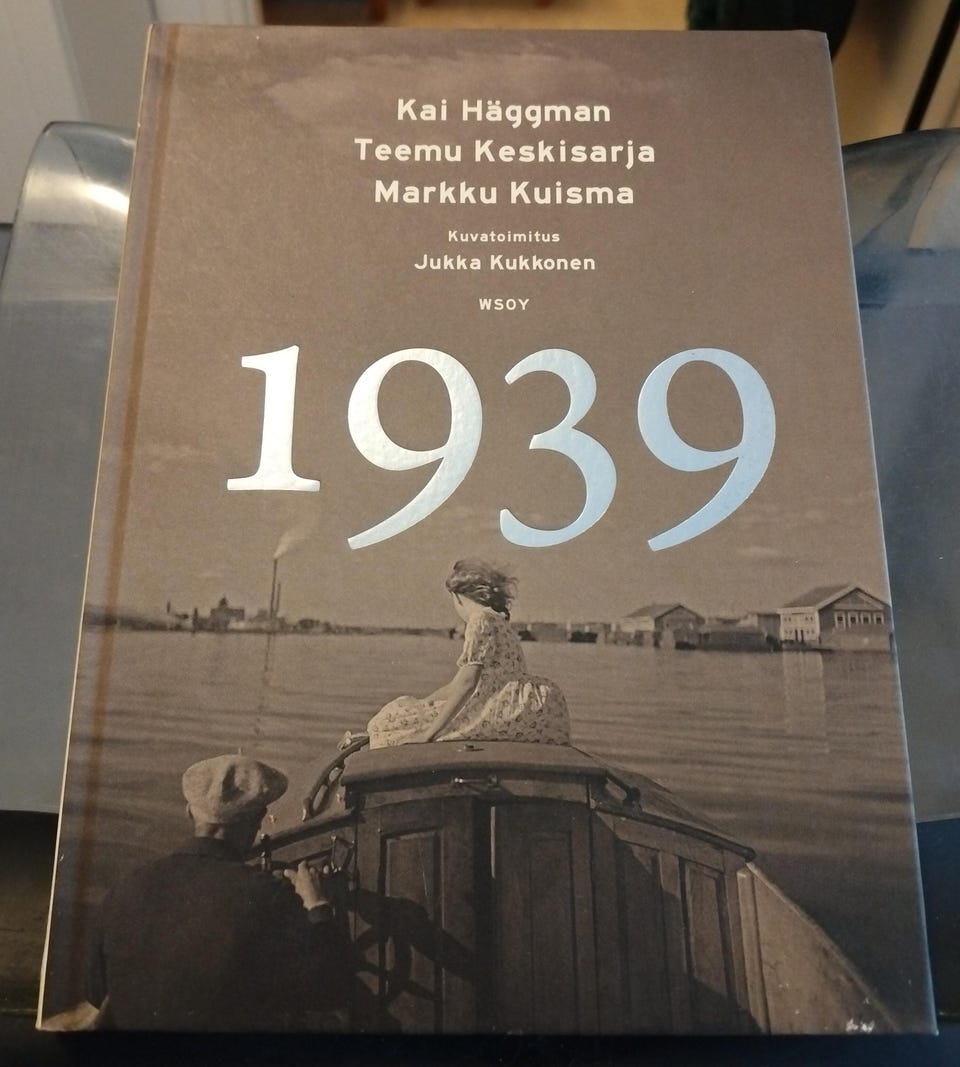 Kai Häggman
Teemu Keskisarja
Markku Kuisma
Kuvatoimitus
Jukka Kukkonen
WSOY
1939